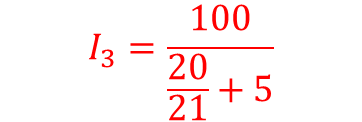 I₃ = 100 / (20/21 + 5)